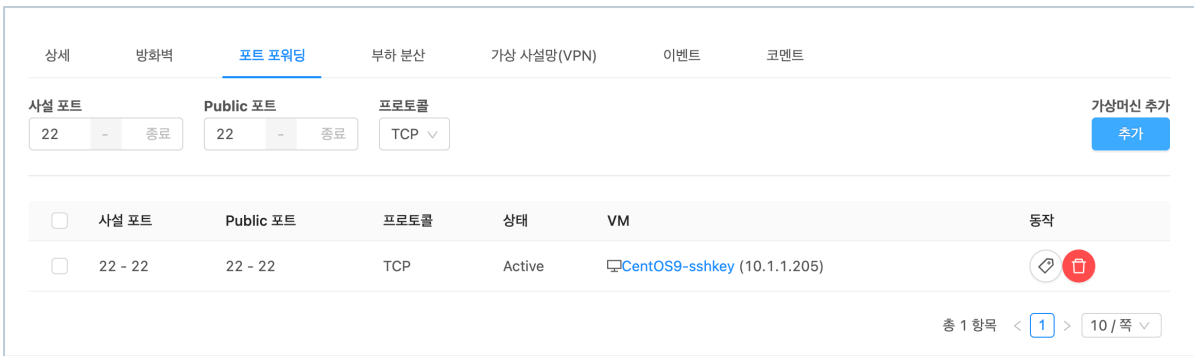 상세 방화벽 포트 포워딩 부하 분산 가상 사설망(VPN) 이벤트 코멘트
사설 포트 Public 포트 프로토콜 가상머신 추가
22 - 종료 22 - 종료 TCP 추가
사설 포트 Public 포트 프로토콜 상태 VM 동작
22 - 22 22 - 22 TCP Active CentOS9-sshkey (10.1.1.205)
총 1 항목 < 1 > 10 / 쪽